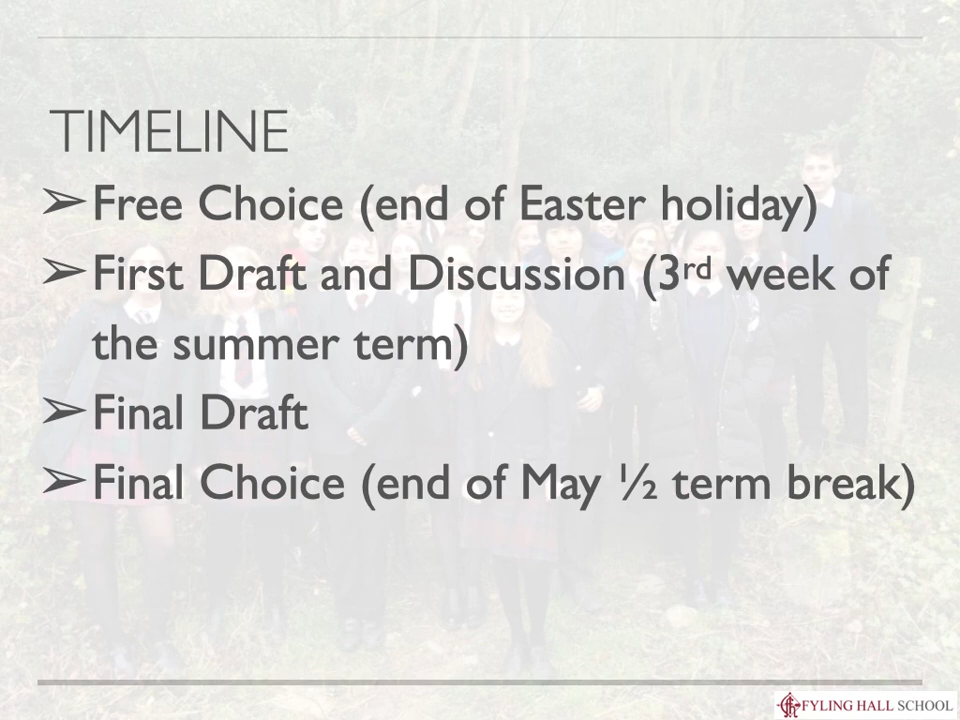 TIMELINE
➢ Free Choice (end of Easter holiday)
➢ First Draft and Discussion (3rd week of
the summer term)
➢ Final Draft
➢ Final Choice (end of May ½ term break)
FYLING HALL SCHOOL